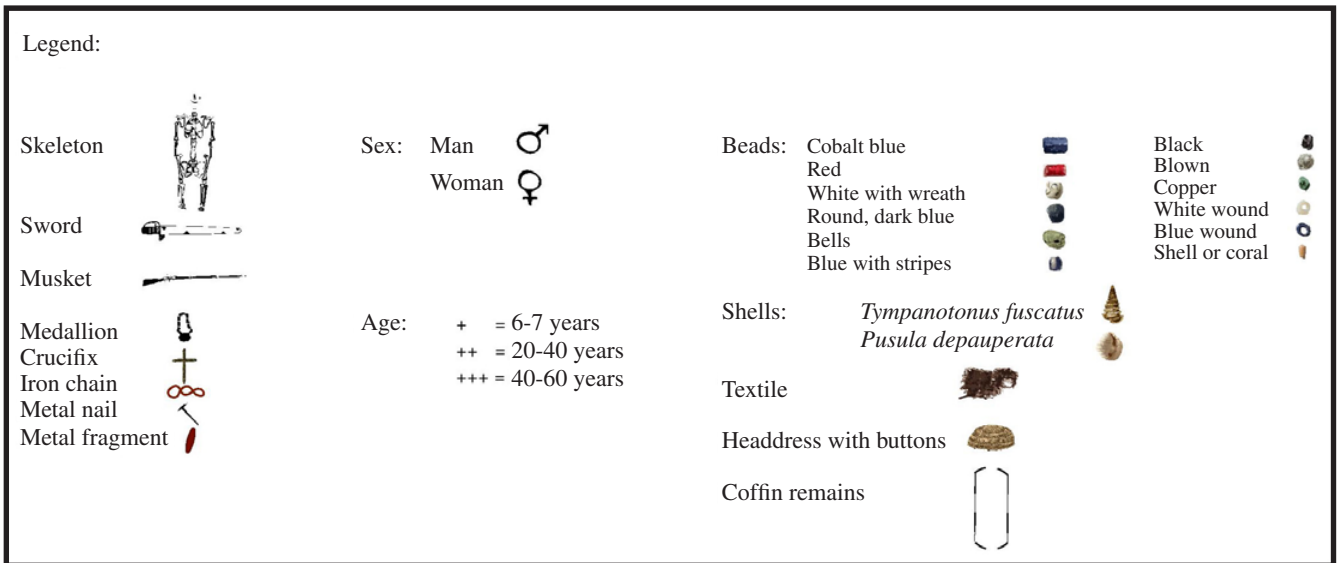 Legend:
Skeleton
Sword
Musket
Medallion
Crucifix
Iron chain
Metal nail
Metal fragment
Sex: Man
Woman
Age: + = 6-7 years
++ = 20-40 years
+++ = 40-60 years
Beads: Cobalt blue
Red
White with wreath
Round, dark blue
Bells
Blue with stripes
Black
Blown
Copper
White wound
Blue wound
Shell or coral
Shells: Tympanotonus fuscatus
Pusula depauperata
Textile
Headdress with buttons
Coffin remains